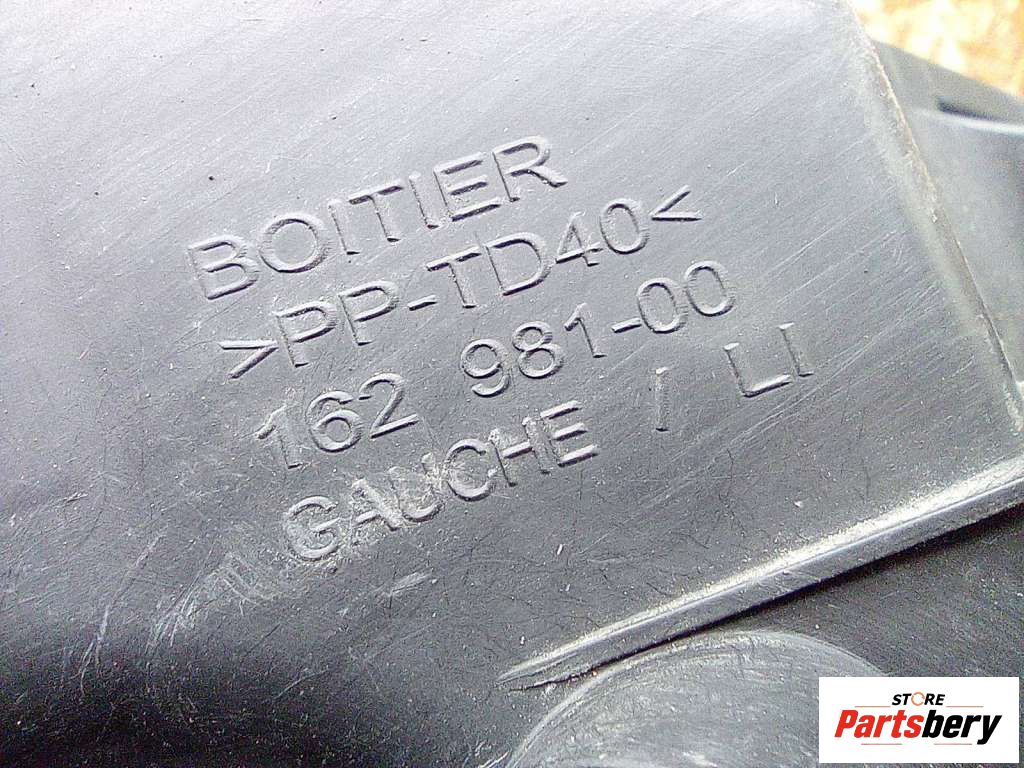 BOITIER
>PP-TD40<
162 981-00
GAUCHE / LI
STORE
Partsbery